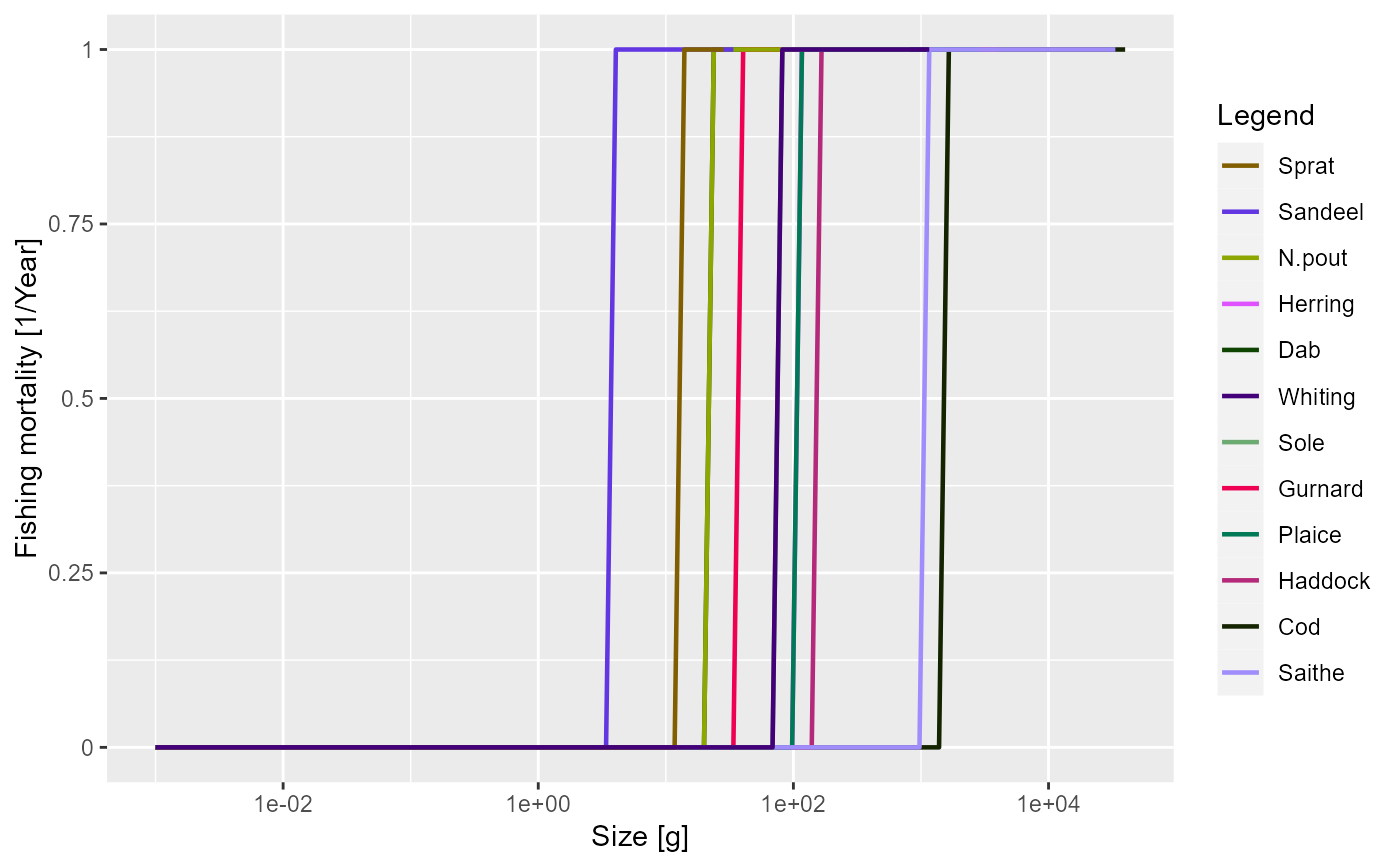 Fishing mortality [1/Year]
1
0.75
0.5
0.25
0
1e-02
1e+00
1e+02
1e+04
Size [g]
Legend
Sprat
Sandeel
N.pout
Herring
Dab
Whiting
Sole
Gurnard
Plaice
Haddock
Cod
Saithe